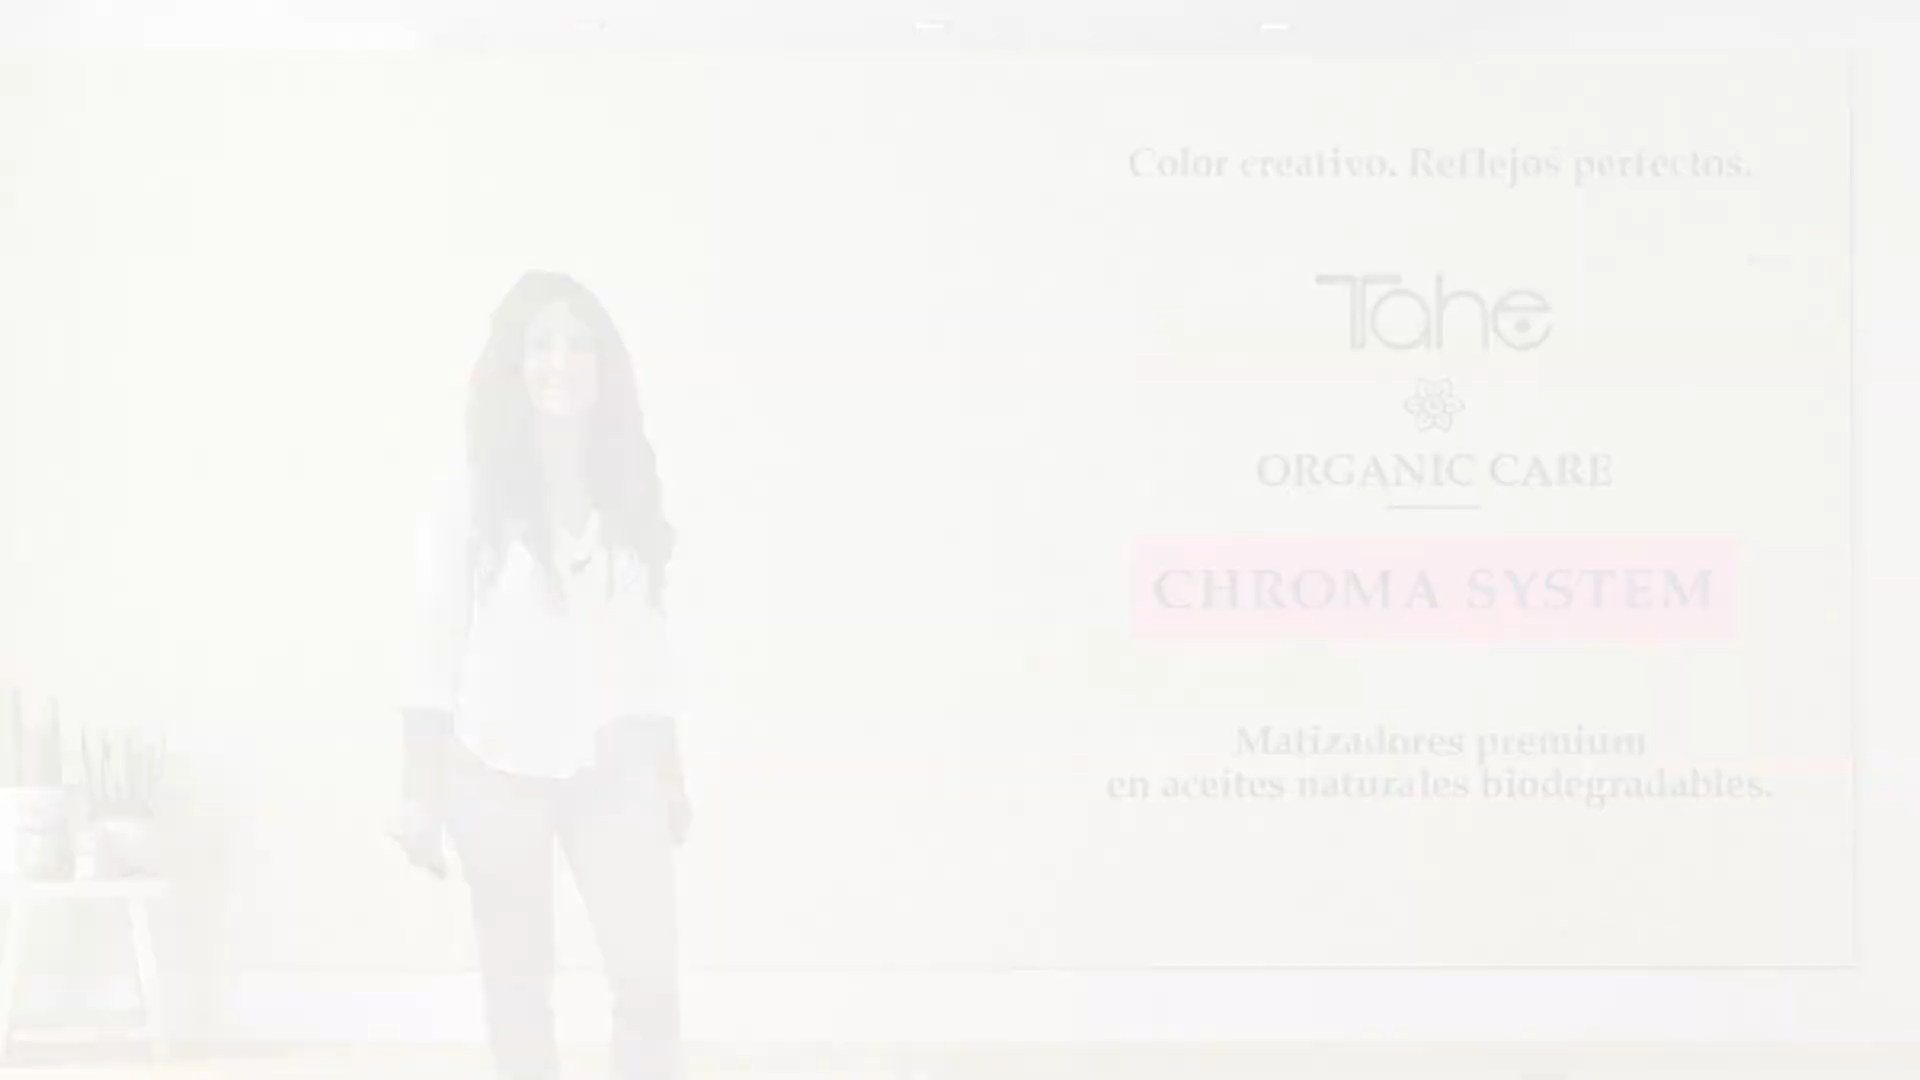 Color creativo. Reflejos perfectos.
Tahe
ORGANIC CARE
CHROMA SYSTEM
Matizadores premium
en aceites naturales biodegradables.